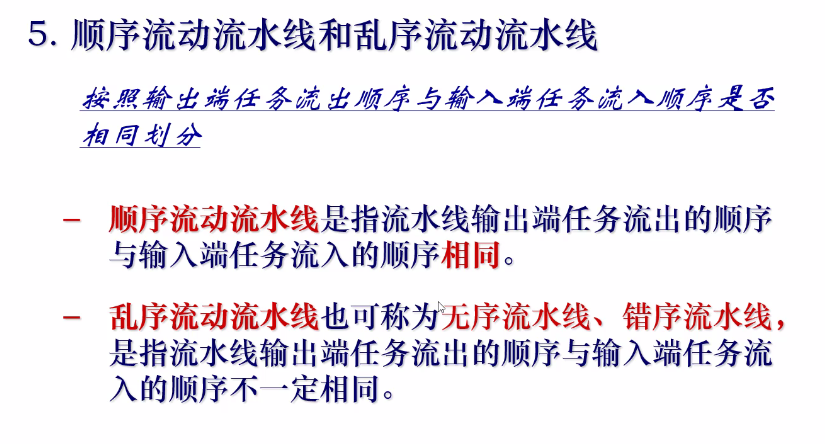 5. 顺序流动流水线和乱序流动流水线
按照输出端任务流出顺序与输入端任务流入顺序是否
相同划分
– 顺序流动流水线是指流水线输出端任务流出的顺序
与输入端任务流入的顺序相同。
– 乱序流动流水线也可称为无序流水线、错序流水线,
是指流水线输出端任务流出的顺序与输入端任务流
入的顺序不一定相同。